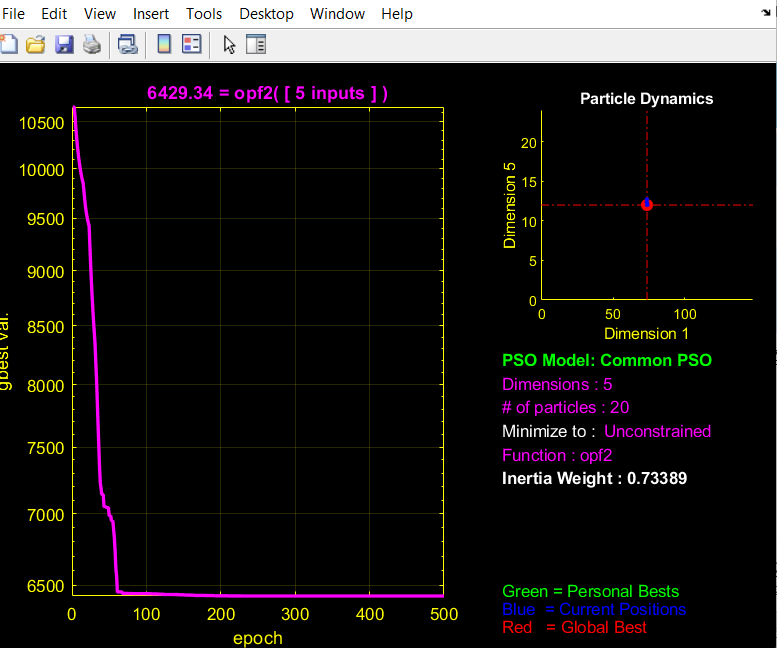 File Edit View Insert Tools Desktop Window Help
6429.34 = opf2( [ 5 inputs ] )
10500
10000
9500
9000
8500
8000
7500
7000
6500
gbest val.
0 100 200 300 400 500
epoch
Particle Dynamics
20
15
10
5
0
Dimension 5
0 50 100
Dimension 1
PSO Model: Common PSO
Dimensions : 5
# of particles : 20
Minimize to : Unconstrained
Function : opf2
Inertia Weight : 0.73389
Green = Personal Bests
Blue = Current Positions
Red = Global Best